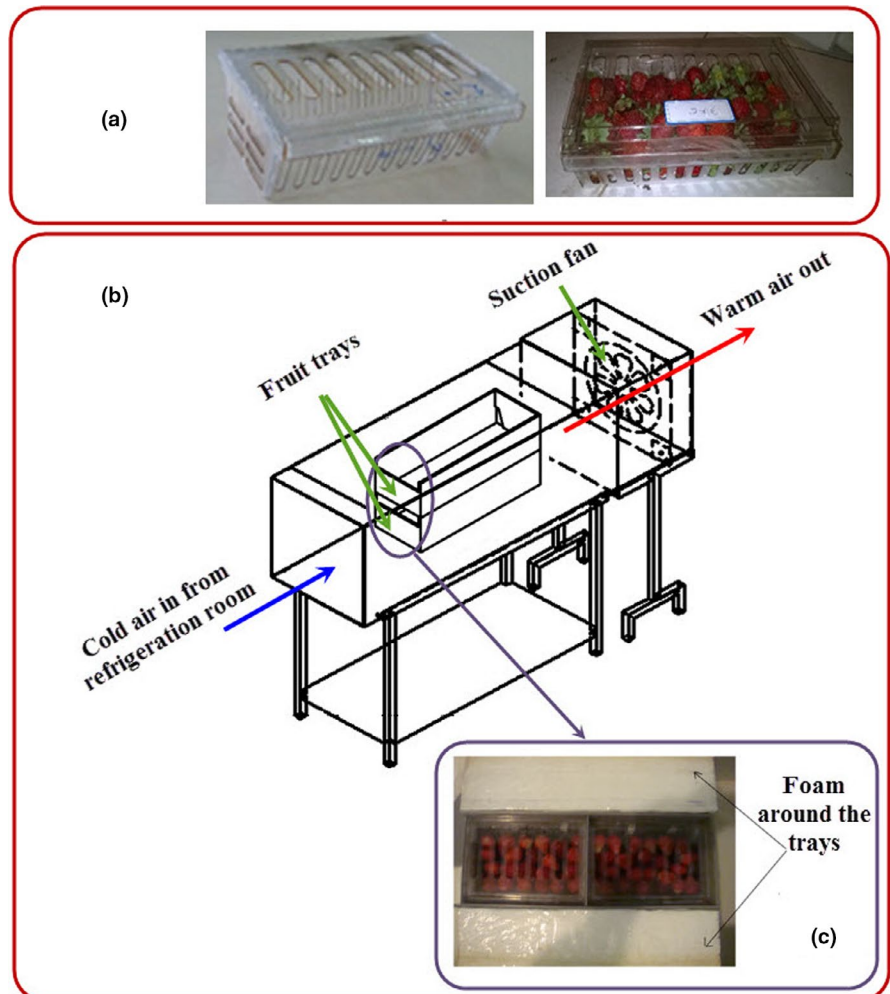 (a)
(b)
Suction fan
Warm air out
Fruit trays
Cold air in from
refrigeration room
Foam
around the
trays
(c)